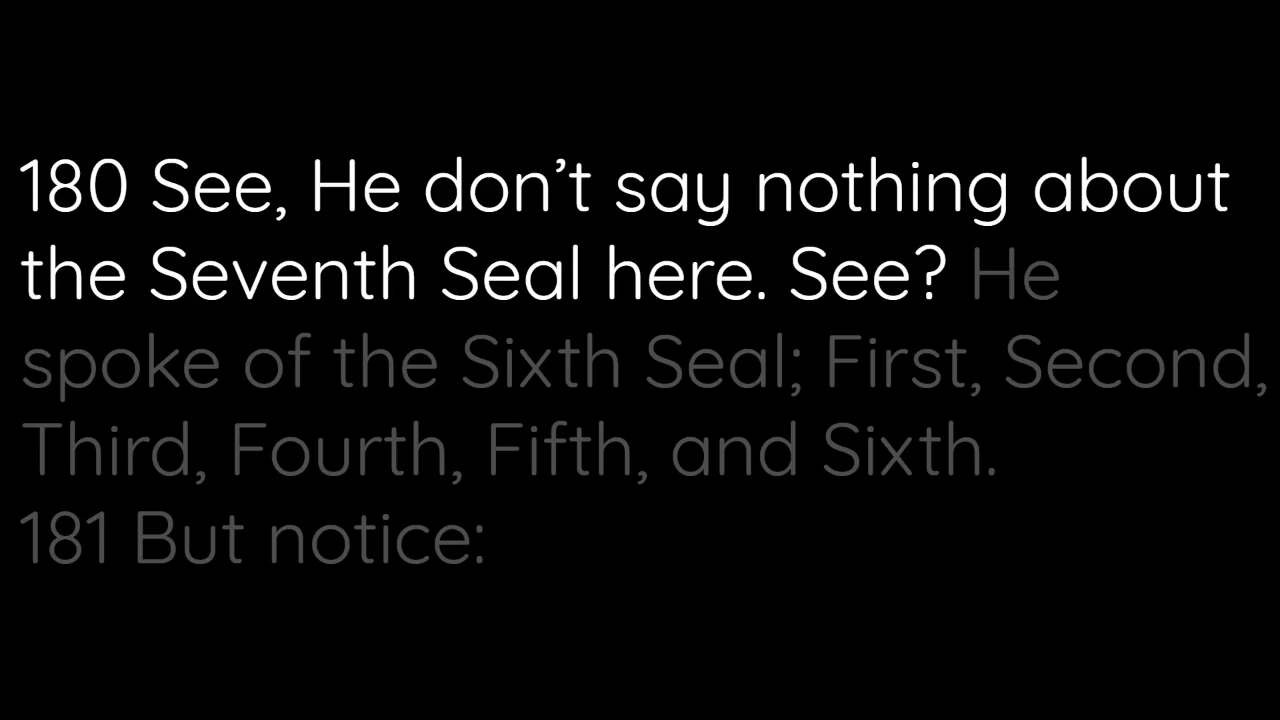 180 See, He don’t say nothing about
the Seventh Seal here. See? He
spoke of the Sixth Seal; First, Second,
Third, Fourth, Fifth, and Sixth.
181 But notice: